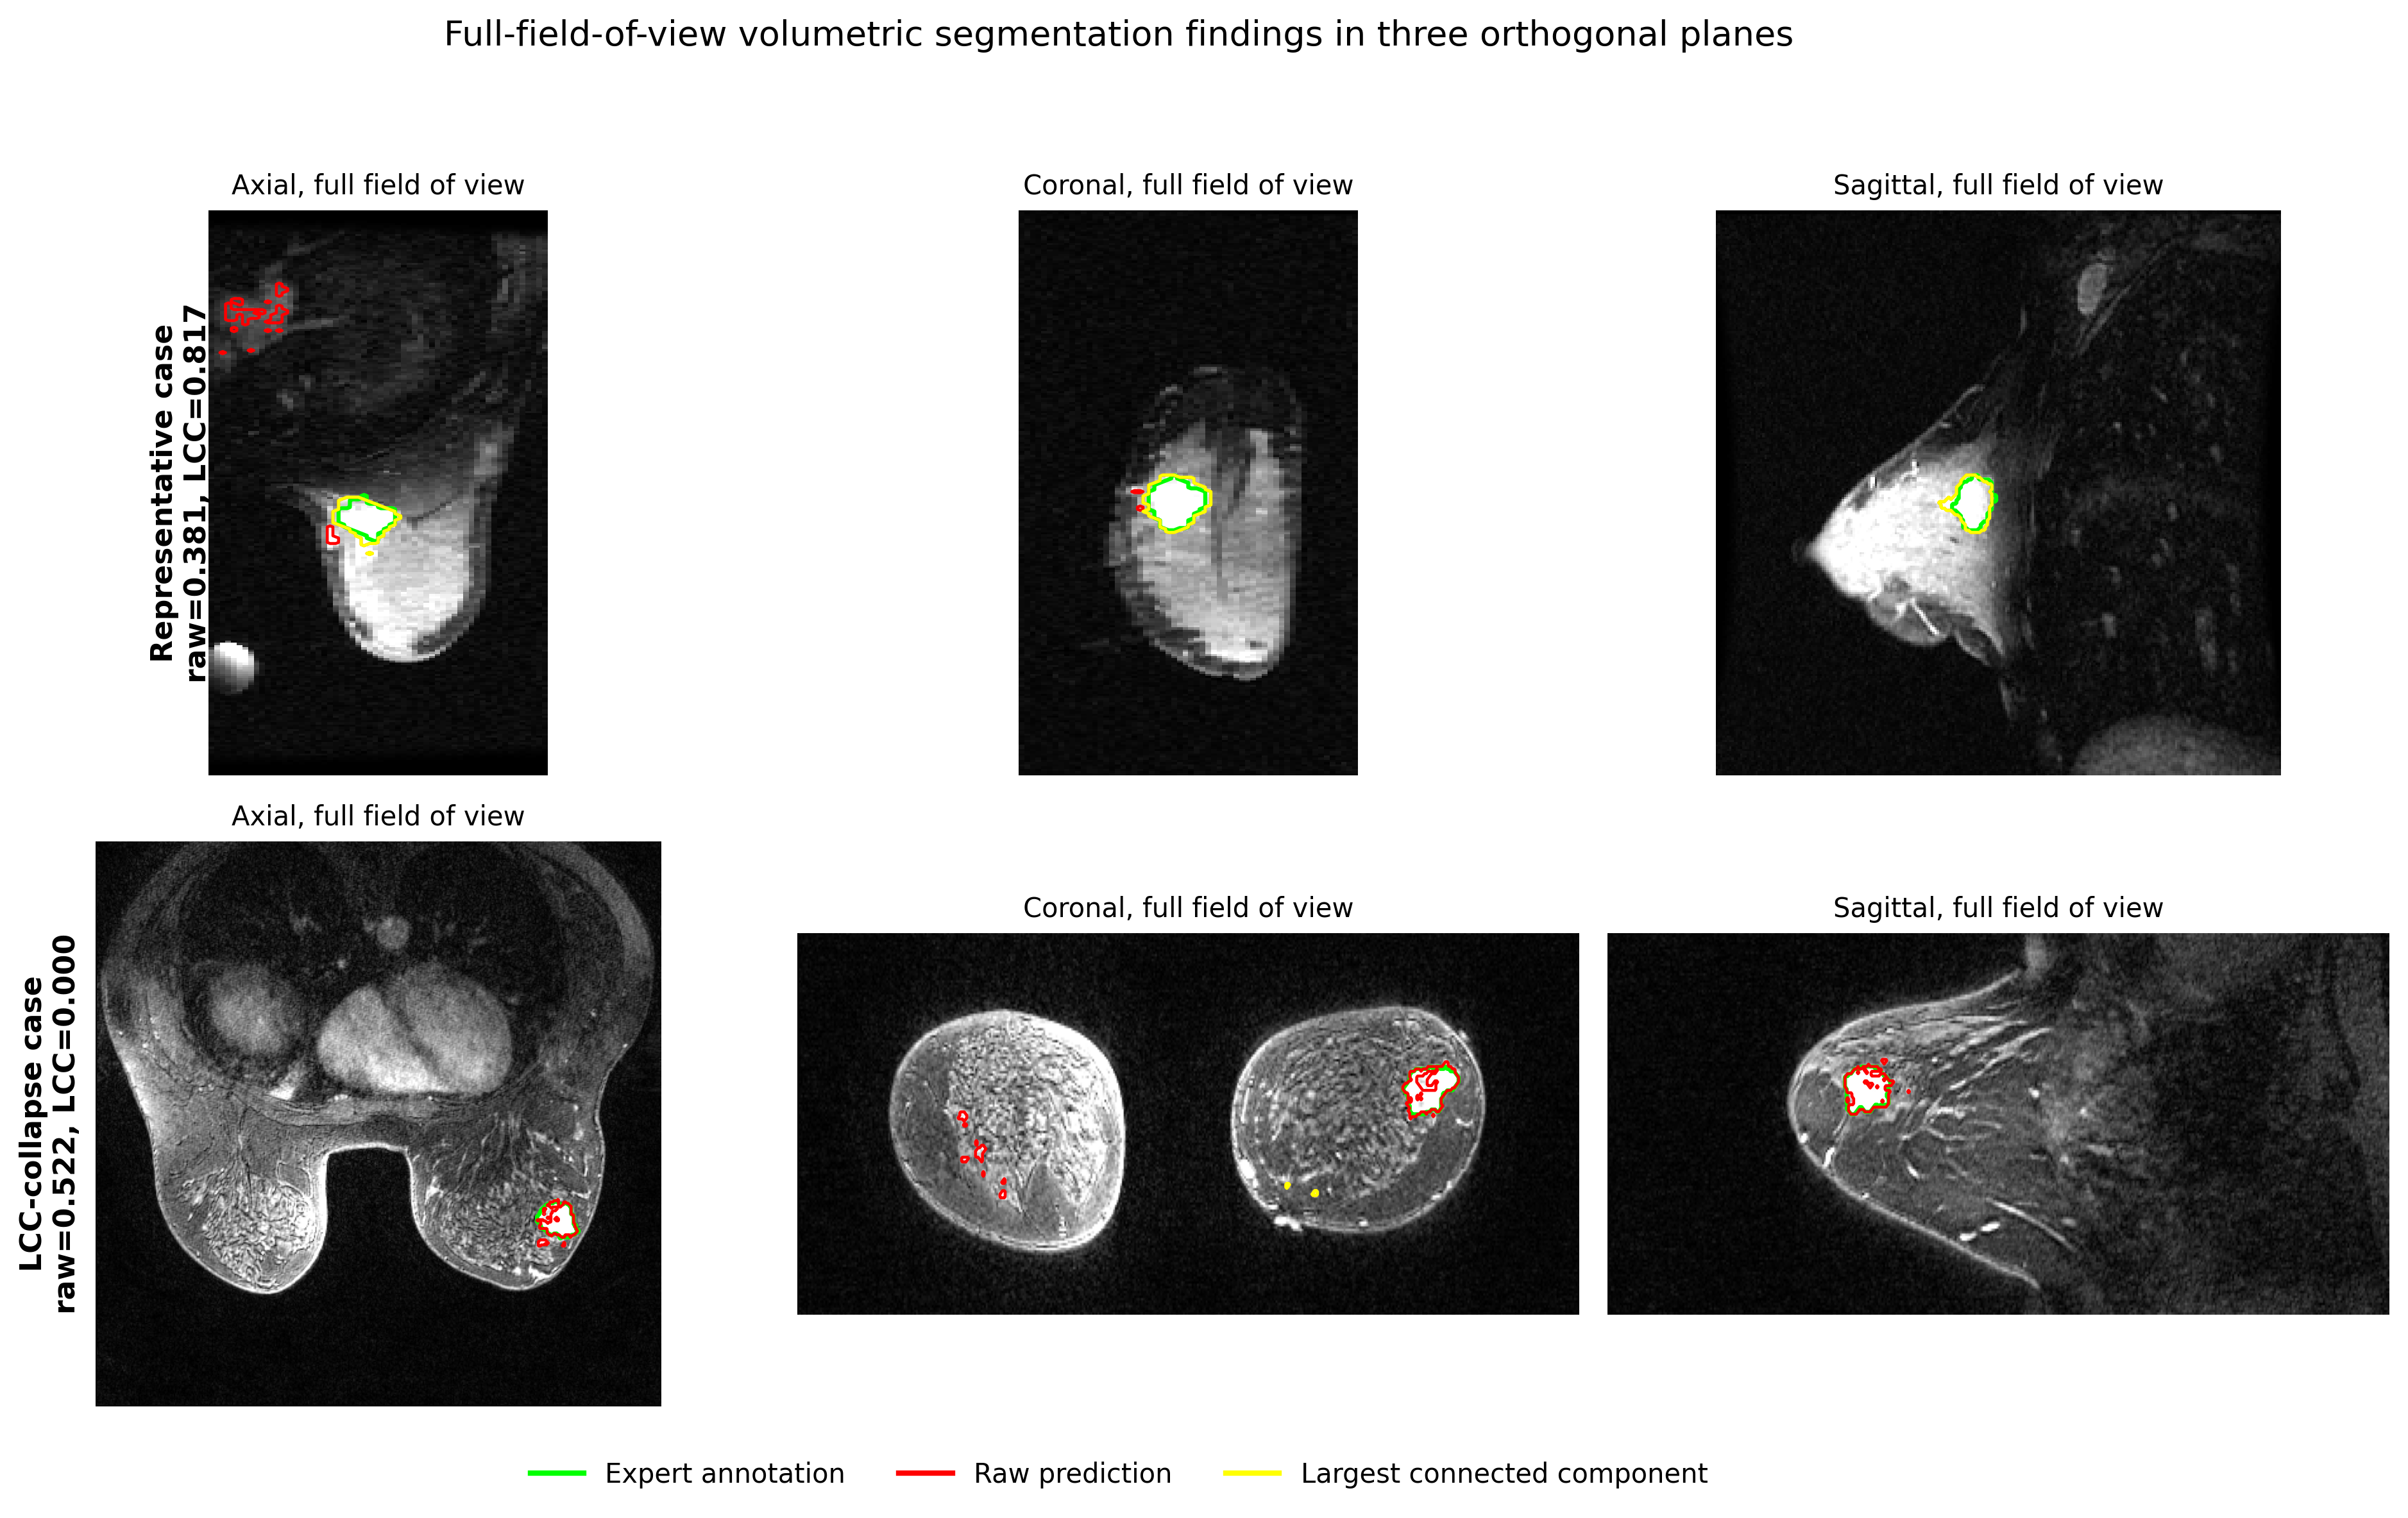 Full-field-of-view volumetric segmentation findings in three orthogonal planes
Representative case
raw=0.381, LCC=0.817
Axial, full field of view
Coronal, full field of view
Sagittal, full field of view
LCC-collapse case
raw=0.522, LCC=0.000
Axial, full field of view
Coronal, full field of view
Sagittal, full field of view
Expert annotation
Raw prediction
Largest connected component